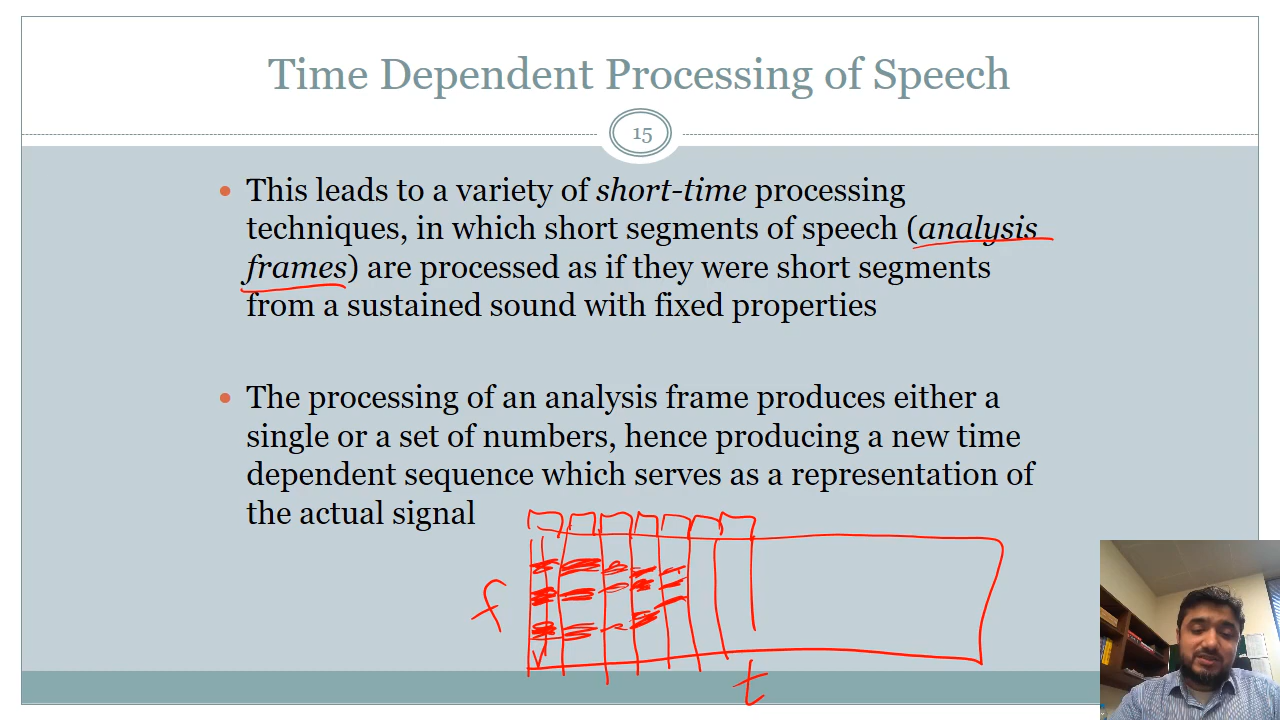 Time Dependent Processing of Speech
15
This leads to a variety of short-time processing
techniques, in which short segments of speech (analysis
frames) are processed as if they were short segments
from a sustained sound with fixed properties
The processing of an analysis frame produces either a
single or a set of numbers, hence producing a new time
dependent sequence which serves as a representation of
the actual signal
f
t